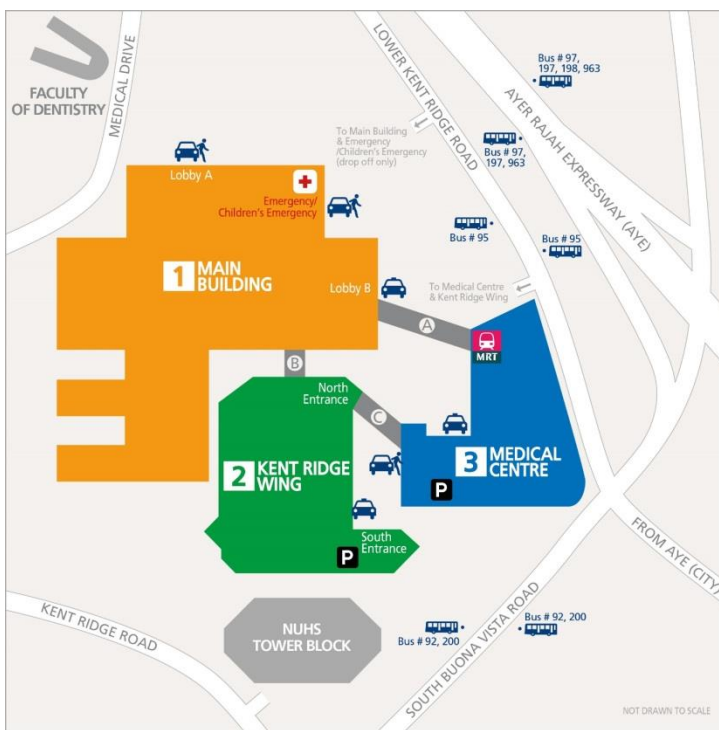 FACULTY
OF DENTISTRY
MEDICAL DRIVE
LOWER KENT RIDGE ROAD
AYER RAJAH EXPRESSWAY (AYE)
Bus # 97,
197, 198, 963
To Main Building
& Emergency
/Children's Emergency
(drop off only)
Bus # 97,
197, 963
Lobby A
Emergency/
Children's Emergency
Bus # 95
Bus # 95
1 MAIN
BUILDING
Lobby B
To Medical Centre
& Kent Ridge Wing
A
MRT
B
North
Entrance
C
2 KENT RIDGE
WING
3 MEDICAL
CENTRE
P
South
Entrance
P
FROM AYE (CITY)
KENT RIDGE ROAD
NUHS
TOWER BLOCK
SOUTH BUONA VISTA ROAD
Bus # 92, 200
Bus # 92, 200
NOT DRAWN TO SCALE